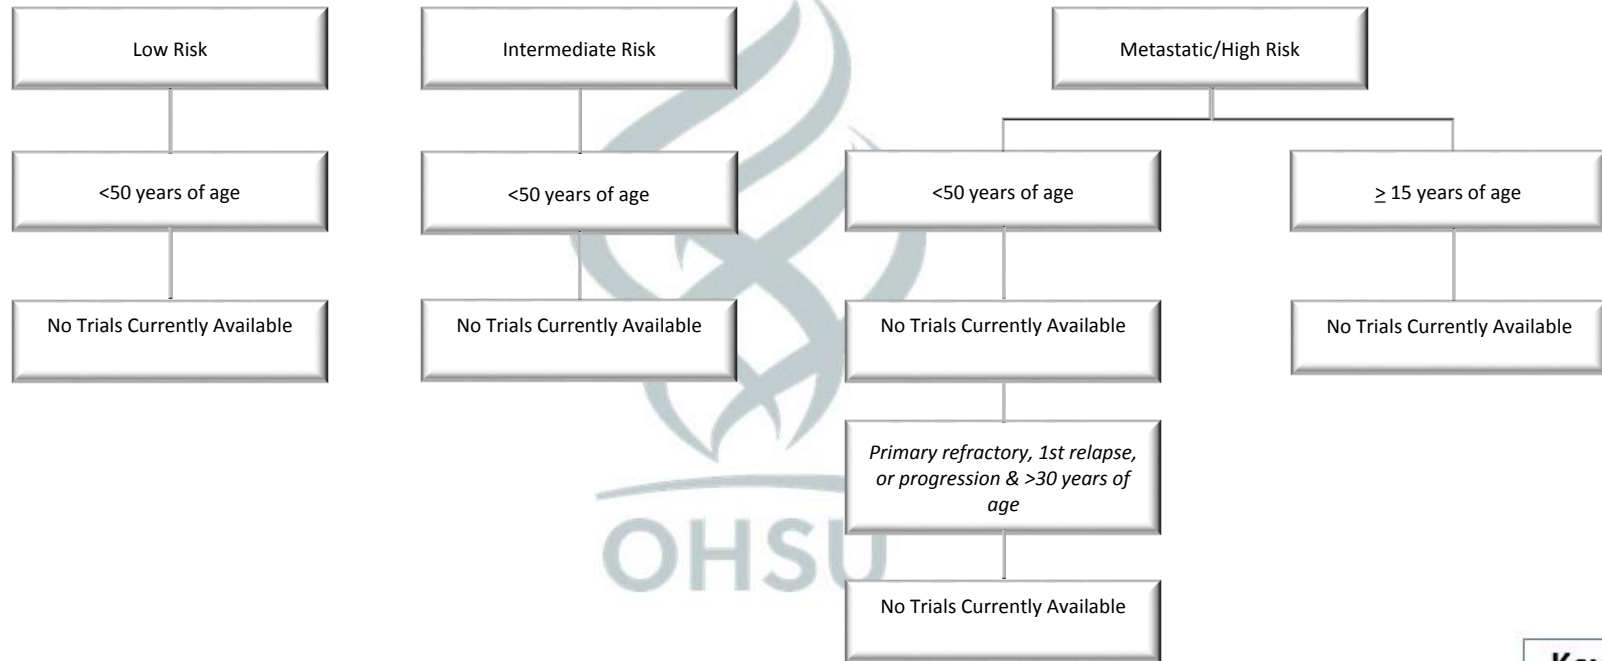 Low Risk
Intermediate Risk
Metastatic/High Risk
<50 years of age
<50 years of age
<50 years of age
≥ 15 years of age
No Trials Currently Available
No Trials Currently Available
No Trials Currently Available
No Trials Currently Available
Primary refractory, 1st relapse,
or progression & >30 years of
age
OHSU
No Trials Currently Available